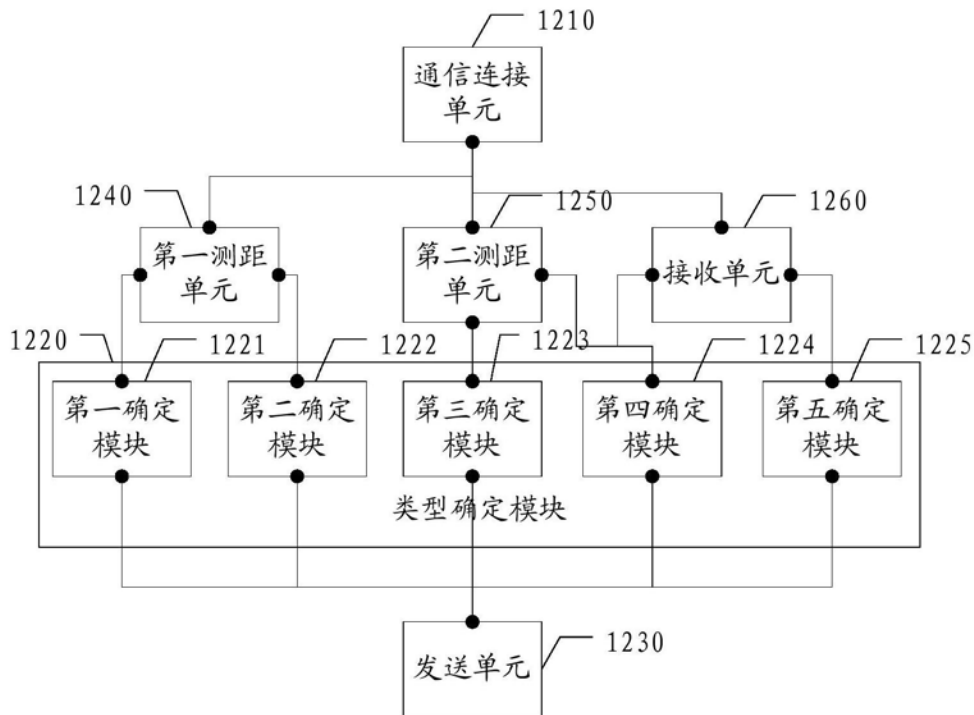 1210
通信连接
单元
1240
1250
1260
第一测距
单元
第二测距
单元
接收单元
1220
1221
1222
1223
1224
1225
第一确定
模块
第二确定
模块
第三确定
模块
第四确定
模块
第五确定
模块
类型确定模块
发送单元
1230